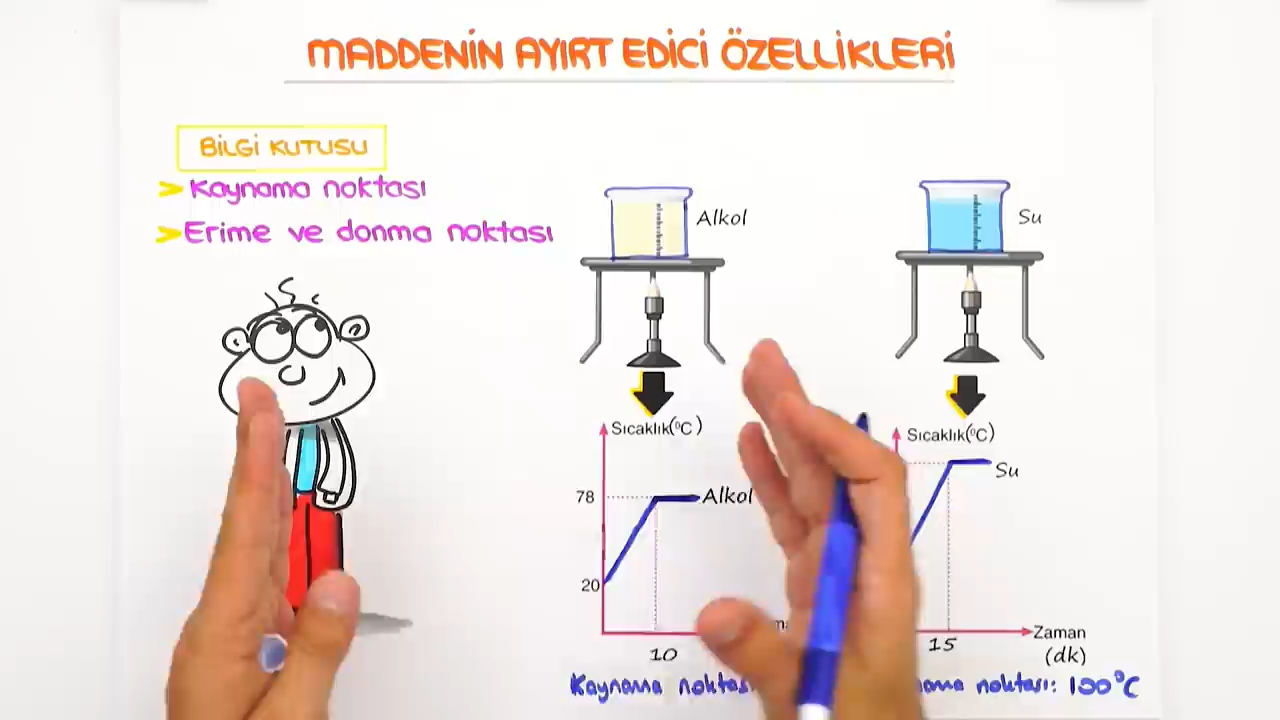 MADDENİN AYIRT EDİCİ ÖZELLİKLERİ
BİLGİ KUTUSU
> Kaynama noktası
> Erime ve donma noktası
Alkol
Su
Sıcaklık(°C)
78
Alkol
20
10
Kaynama
Sıcaklık(°C)
Su
15
Zaman
(dk)
noktası: 100°C